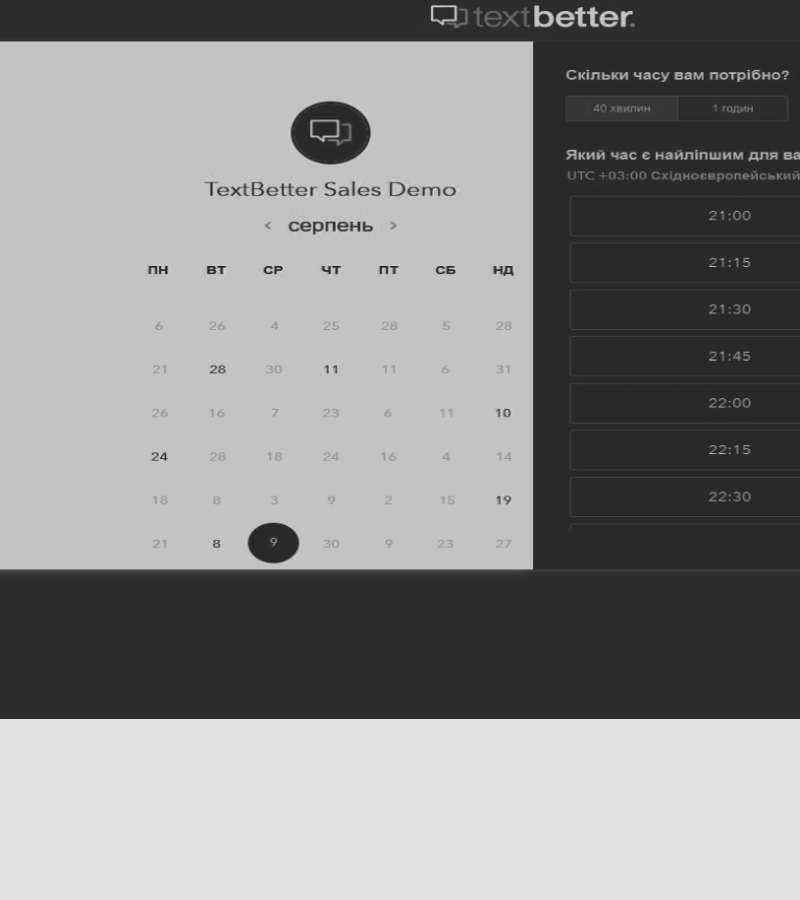 textbetter.
TextBetter Sales Demo
< серпень >
ПН ВТ СР ЧТ ПТ СБ НД
6 26 4 25 28 5 28
21 28 30 11 11 6 31
26 16 7 23 6 11 10
24 28 18 24 16 4 14
18 8 3 9 2 15 19
21 8 9 30 9 23 27
Скільки часу вам потрібно?
40 хвилин 1 годин
Який час є найліпшим для ва
UTC +03:00 Східноєвропейський
21:00
21:15
21:30
21:45
22:00
22:15
22:30